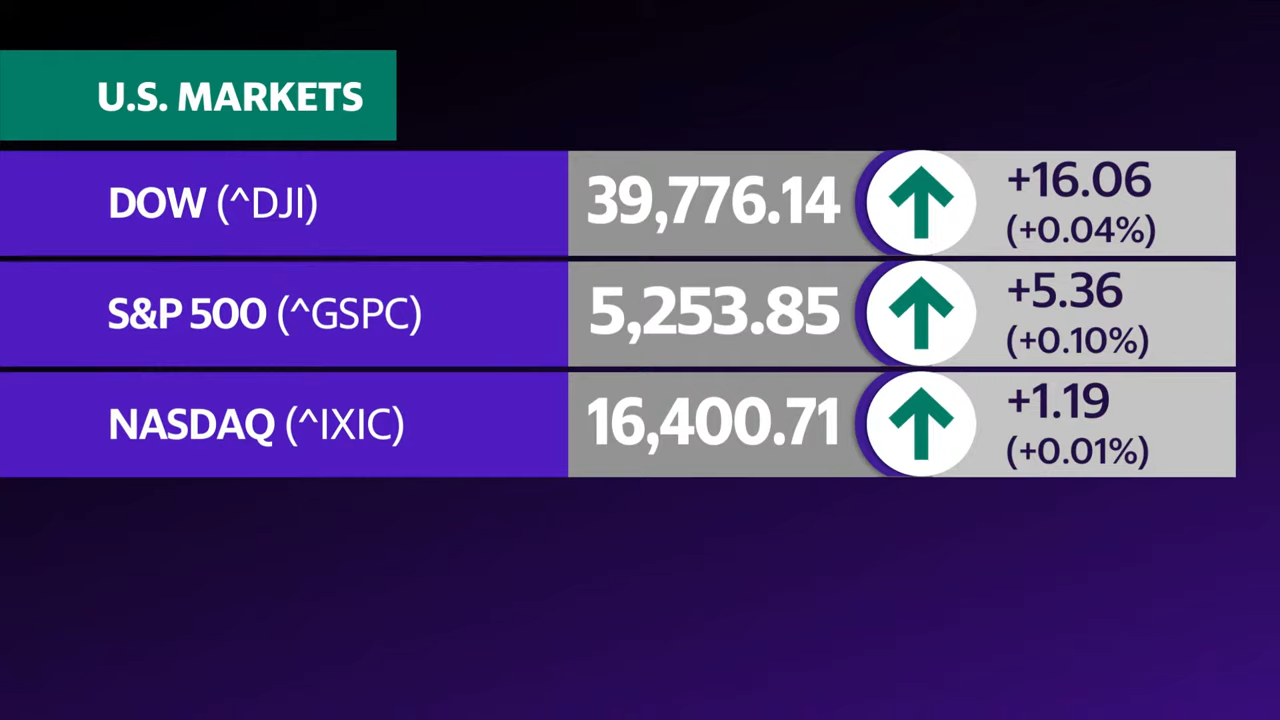 U.S. MARKETS
DOW (^DJI) 39,776.14 +16.06
(+0.04%)
S&P 500 (^GSPC) 5,253.85 +5.36
(+0.10%)
NASDAQ (^IXIC) 16,400.71 +1.19
(+0.01%)